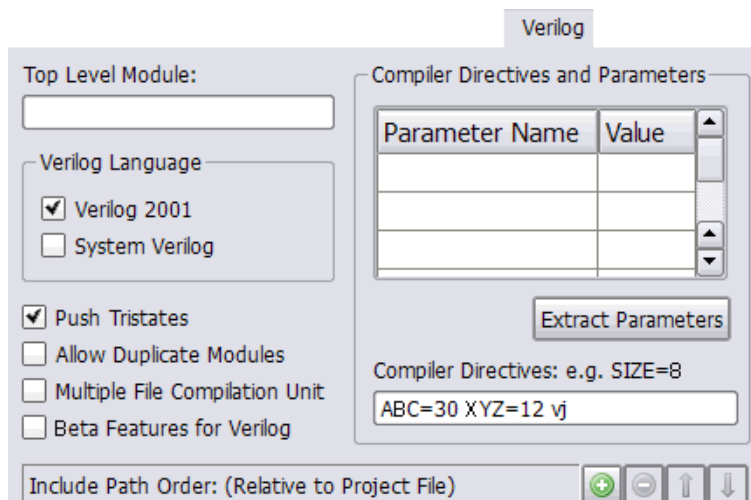 Verilog
Top Level Module:
Verilog Language
Verilog 2001
System Verilog
Push Tristates
Allow Duplicate Modules
Multiple File Compilation Unit
Beta Features for Verilog
Compiler Directives and Parameters
Parameter Name Value
Extract Parameters
Compiler Directives: e.g. SIZE=8
ABC=30 XYZ=12 vj
Include Path Order: (Relative to Project File)